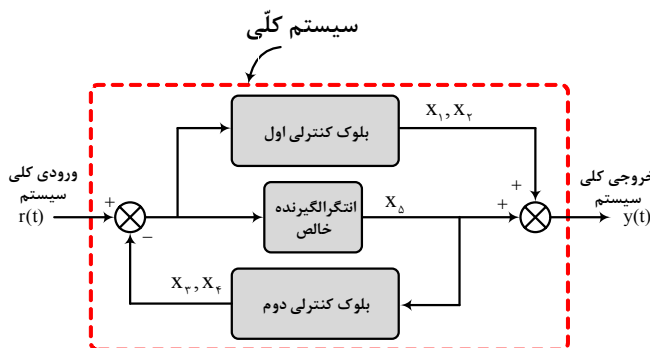 سیستم کلّی
بلوک کنترلی اول
x۱, x۲
ورودی کلی
سیستم
r(t)
+
−
انتگرالگیرنده
خالص
x۵
+
+
خروجی کلی
سیستم
y(t)
x۳, x۴
بلوک کنترلی دوم